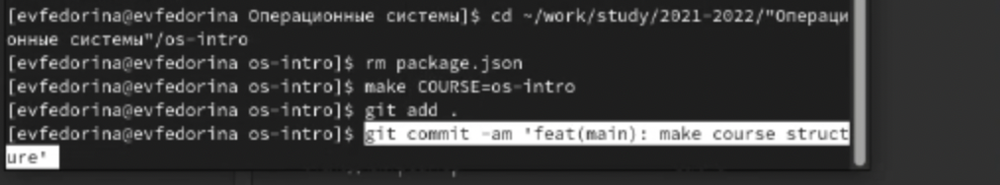 [evfedorina@evfedorina Операционные системы]$ cd ~/work/study/2021-2022/"Операци
онные системы"/os-intro
[evfedorina@evfedorina os-intro]$ rm package.json
[evfedorina@evfedorina os-intro]$ make COURSE=os-intro
[evfedorina@evfedorina os-intro]$ git add .
[evfedorina@evfedorina os-intro]$ git commit -am 'feat(main): make course struct
ure'